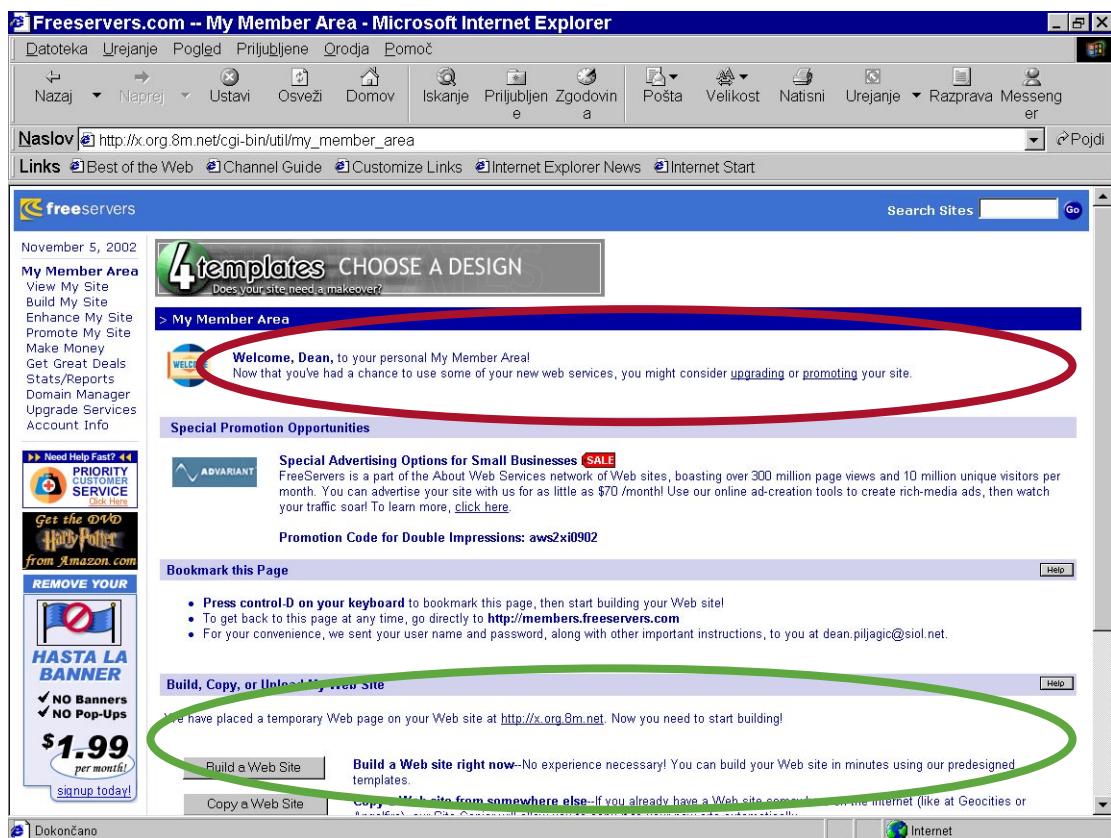 Freeservers.com -- My Member Area - Microsoft Internet Explorer
Datoteka Urejanje Pogled Priljubljene Orodja Pomoč
Nazaj Naprej Ustavi Osveži Domov Iskanje Priljubljen Zgodovin Pošta Velikost Natisni Urejanje Razprava Messeng
e a er
Naslov http://x.org.8m.net/cgi-bin/util/my_member_area Pojdi
Links Best of the Web Channel Guide Customize Links Internet Explorer News Internet Start
freeservers Search Sites Go
November 5, 2002
My Member Area
View My Site
Build My Site
Enhance My Site
Promote My Site
Make Money
Get Great Deals
Stats/Reports
Domain Manager
Upgrade Services
Account Info
Need Help Fast?
PRIORITY
CUSTOMER
SERVICE
Click Here
Get the DVD
Harry Potter
from Amazon.com
REMOVE YOUR
HASTA LA
BANNER
NO Banners
NO Pop-Ups
$1.99
per month!
signup today!
4templates CHOOSE A DESIGN
Does your site need a makeover?
> My Member Area
WELCOME
Welcome, Dean, to your personal My Member Area!
Now that you've had a chance to use some of your new web services, you might consider upgrading or promoting your site.
Special Promotion Opportunities
ADVARIANT
Special Advertising Options for Small Businesses SALE
FreeServers is a part of the About Web Services network of Web sites, boasting over 300 million page views and 10 million unique visitors per
month. You can advertise your site with us for as little as $70 /month! Use our online ad-creation tools to create rich-media ads, then watch
your traffic soar! To learn more, click here.
Promotion Code for Double Impressions: aws2xi0902
Bookmark this Page Help
• Press control-D on your keyboard to bookmark this page, then start building your Web site!
• To get back to this page at any time, go directly to http://members.freeservers.com
• For your convenience, we sent your user name and password, along with other important instructions, to you at dean.piljagic@siol.net.
Build, Copy, or Upload My Web Site Help
We have placed a temporary Web page on your Web site at http://x.org.8m.net. Now you need to start building!
Build a Web Site
Build a Web site right now--No experience necessary! You can build your Web site in minutes using our predesigned
templates.
Copy a Web Site
Copy a Web site from somewhere else--If you already have a Web site somewhere on the Internet (like at Geocities or
Dokončano Internet